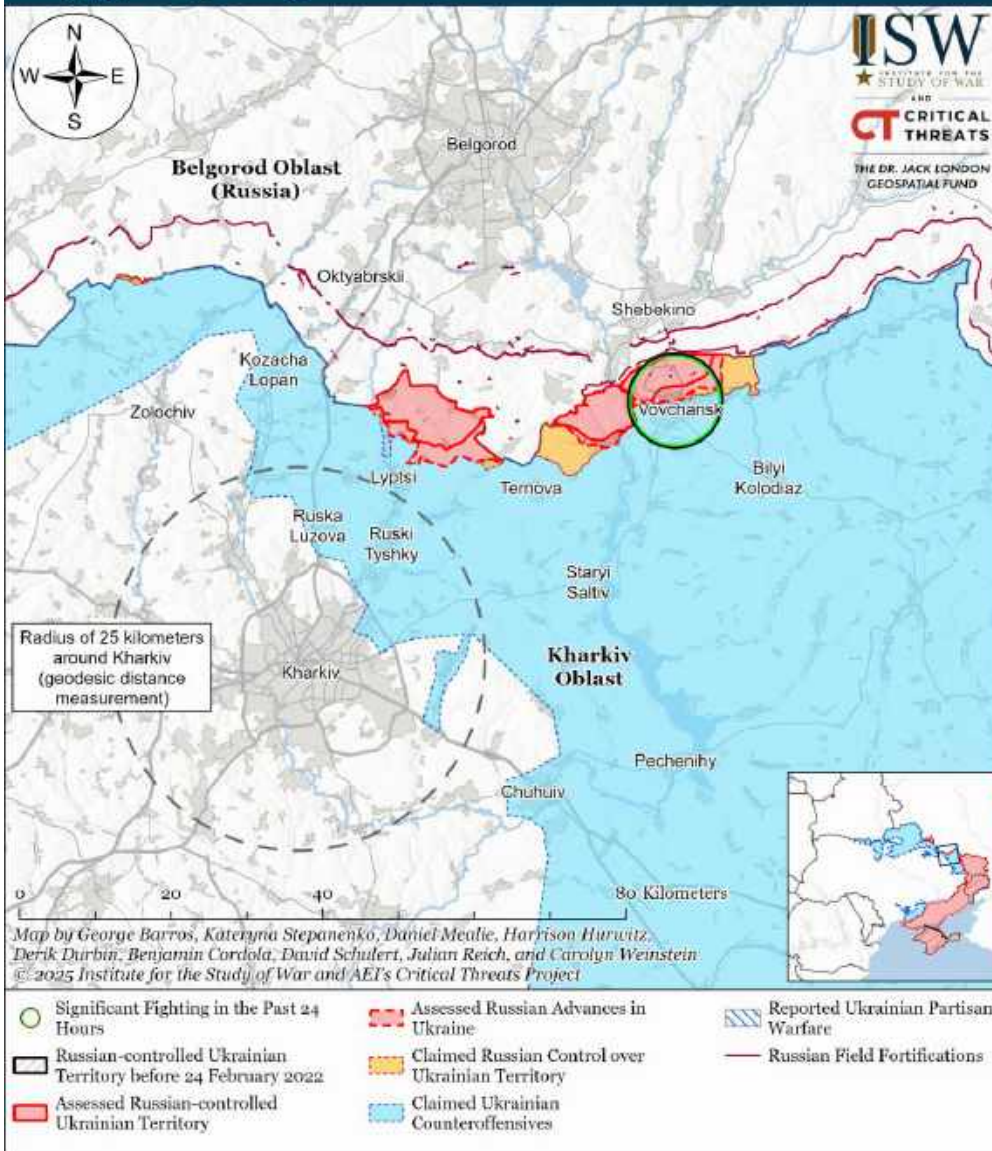 N
W E
S
ISW
INSTITUTE FOR THE
STUDY OF WAR
AND
CT CRITICAL
THREATS
THE DR. JACK LONDON
GEOSPATIAL FUND
Belgorod
Belgorod Oblast
(Russia)
Oktyabrskii
Shebekino
Kozacha
Lopan
Zolochiv
Vovchansk
Lyptsi
Ternova
Bilyi
Kolodiaz
Ruska
Luzova
Ruski
Tyshky
Staryi
Saltiv
Radius of 25 kilometers
around Kharkiv
(geodesic distance
measurement)
Kharkiv
Kharkiv
Oblast
Pechenihy
Chuhuiv
0 20 40 80 Kilometers
Map by George Barros, Kateryna Stepanenko, Daniel Mealie, Harrison Hurwitz,
Derik Durbin, Benjamin Cordola, David Schulert, Julian Reich, and Carolyn Weinstein
© 2025 Institute for the Study of War and AEI's Critical Threats Project
Significant Fighting in the Past 24
Hours
Russian-controlled Ukrainian
Territory before 24 February 2022
Assessed Russian-controlled
Ukrainian Territory
Assessed Russian Advances in
Ukraine
Claimed Russian Control over
Ukrainian Territory
Claimed Ukrainian
Counteroffensives
Reported Ukrainian Partisan
Warfare
Russian Field Fortifications